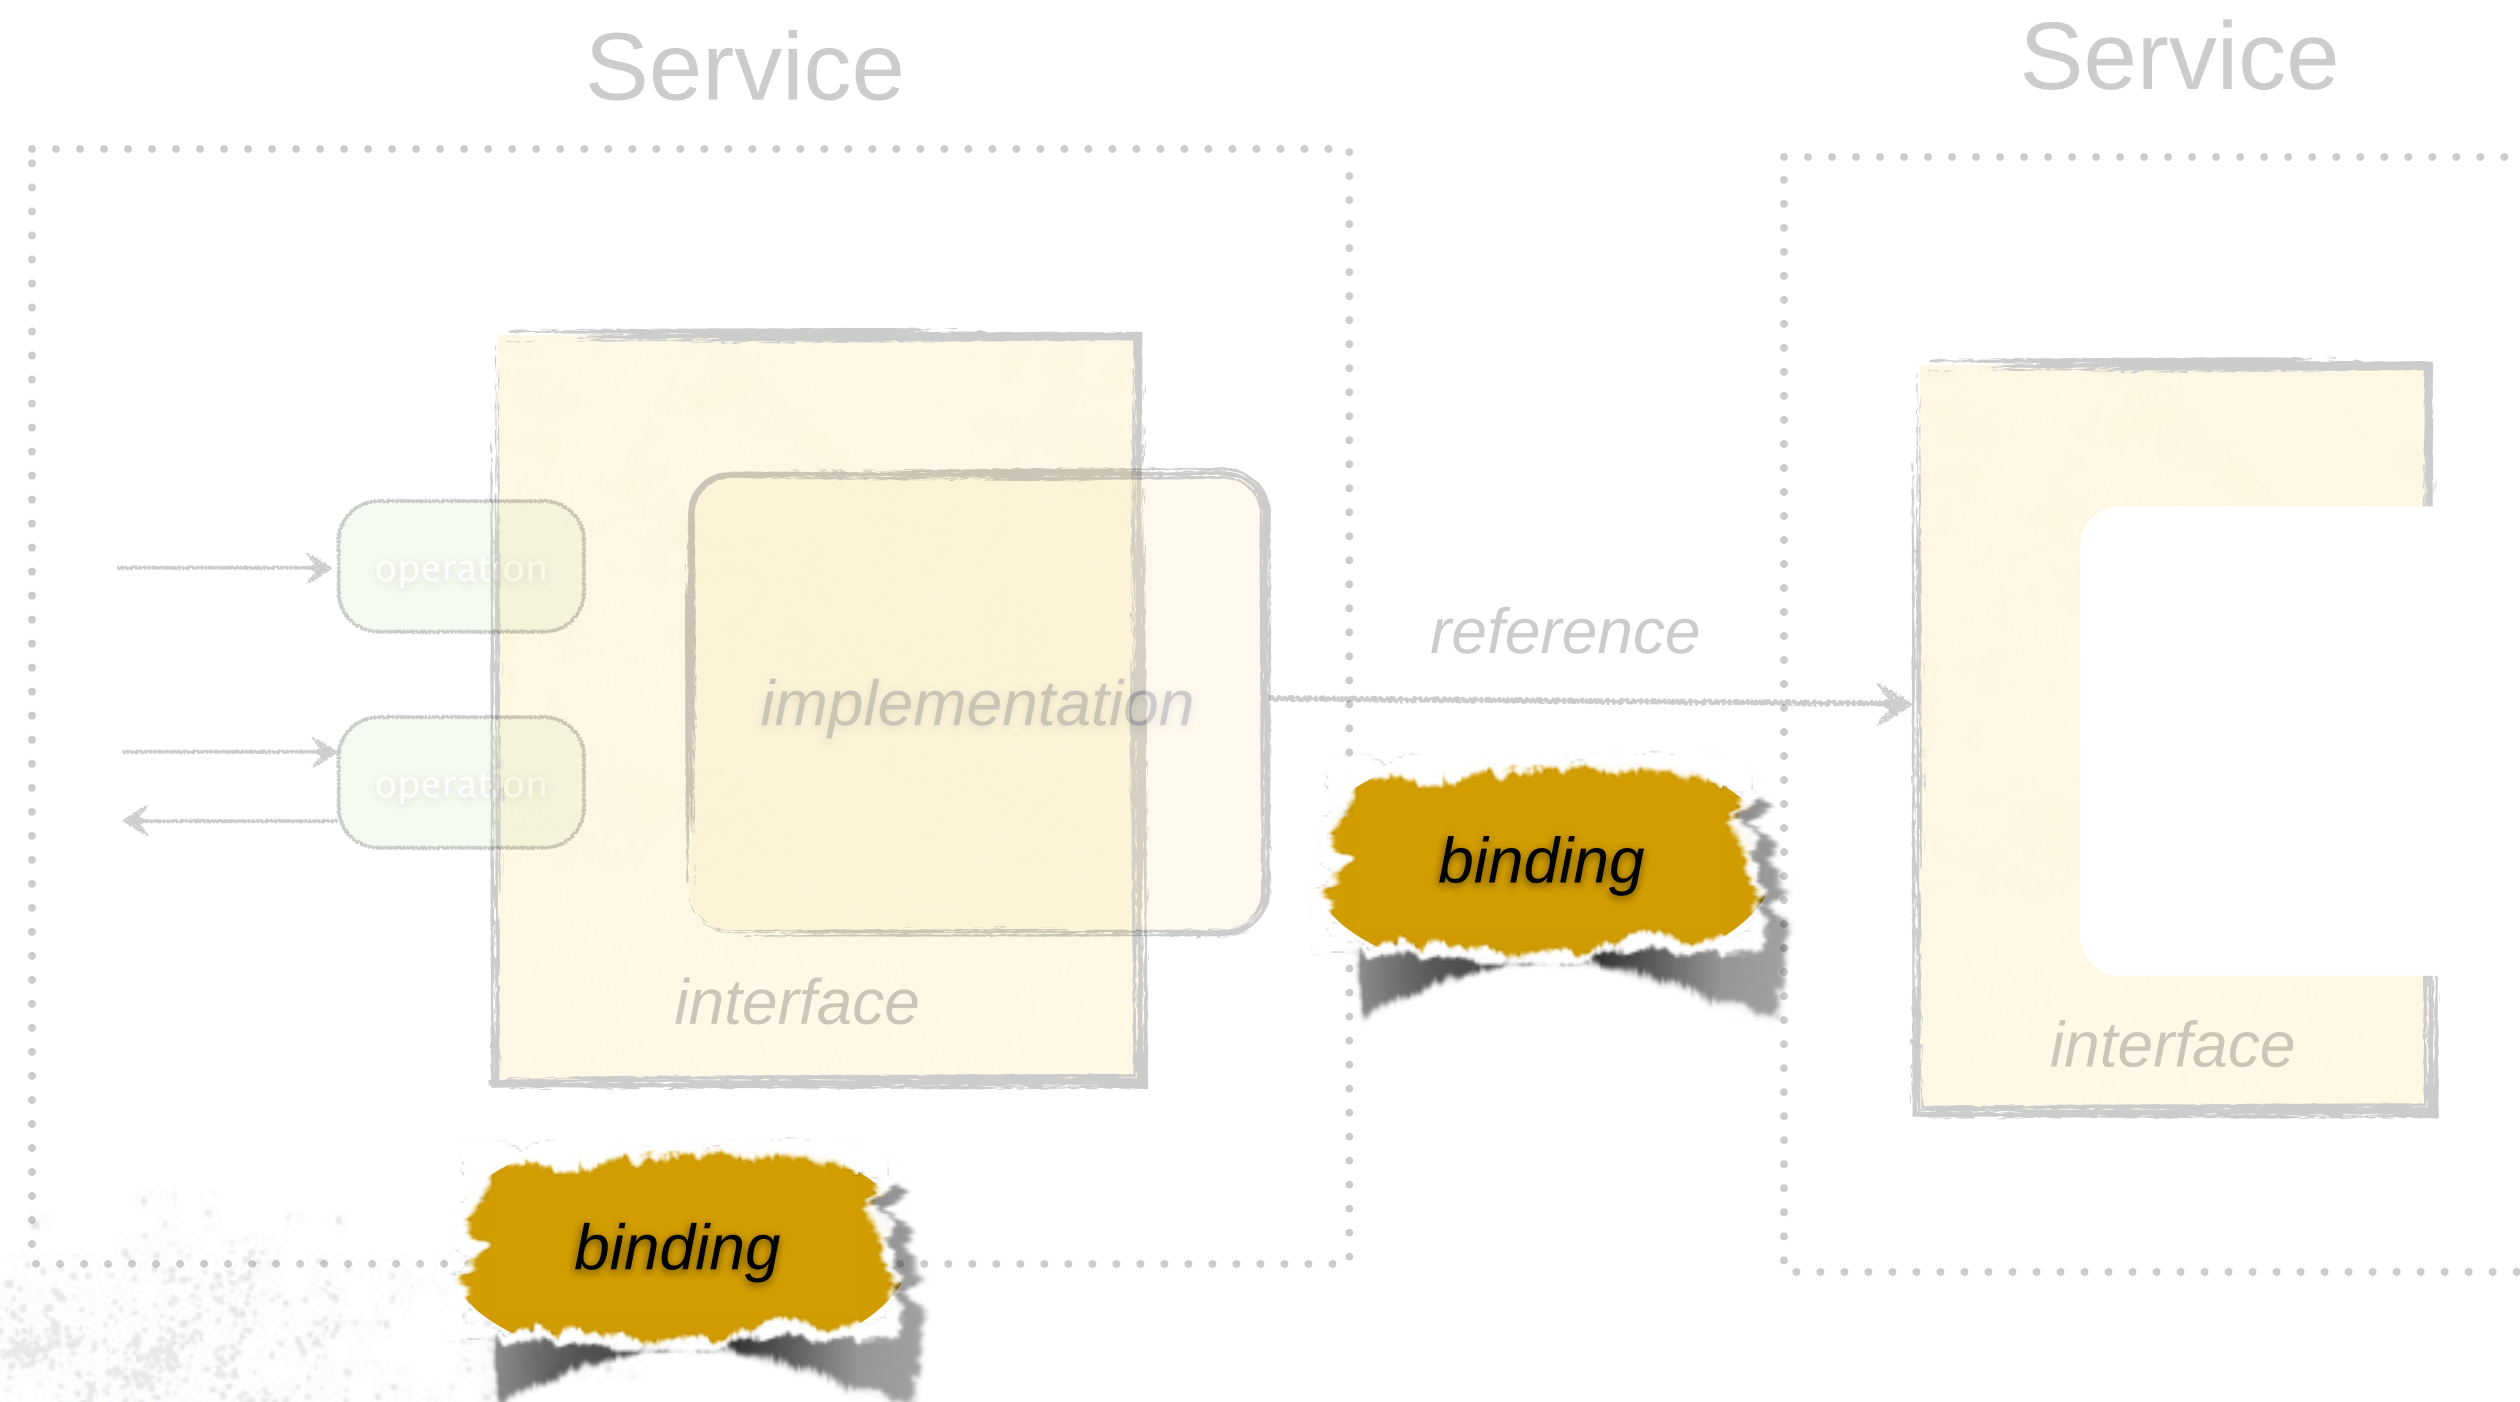 Service
Service
operation
reference
implementation
operation
binding
interface
interface
binding